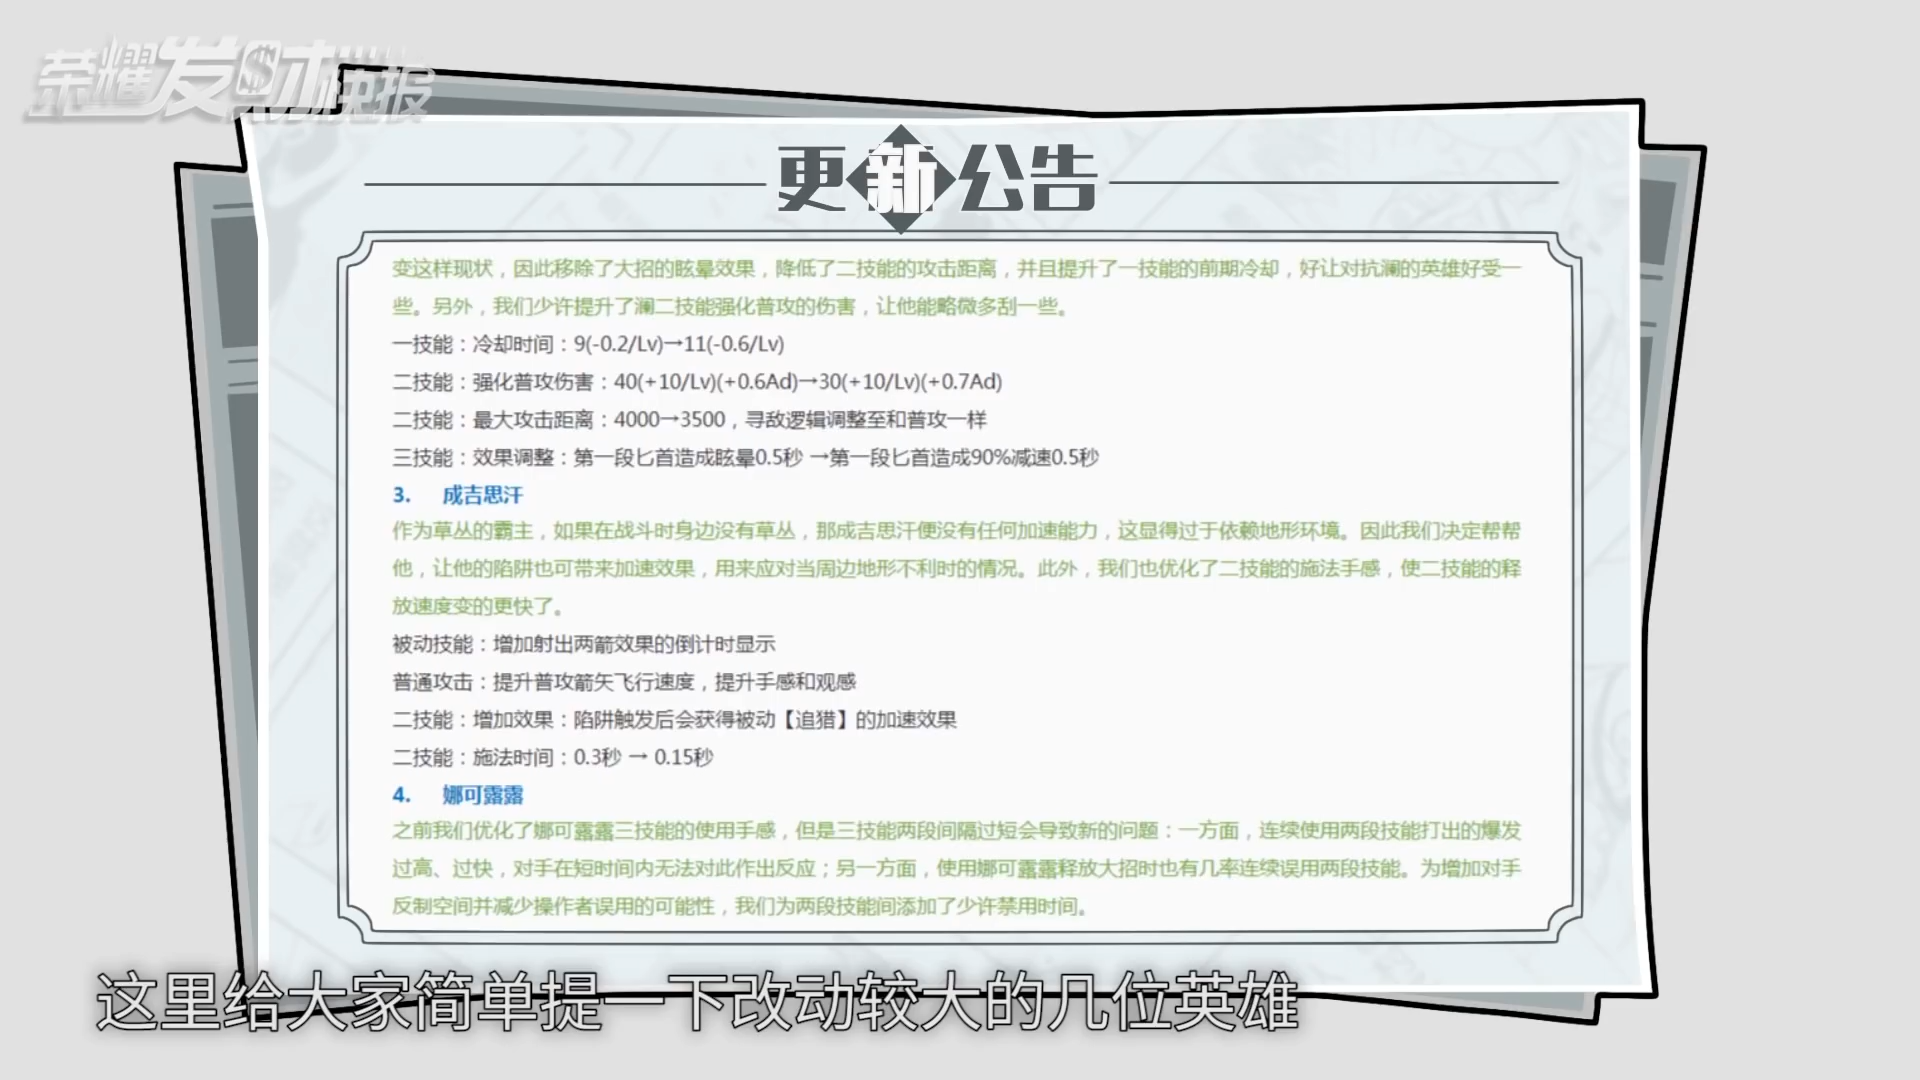 荣耀发财快报
更新公告
变这样现状，因此移除了大招的眩晕效果，降低了二技能的攻击距离，并且提升了一技能的前期冷却，好让对抗澜的英雄好受一
些。另外，我们少许提升了澜二技能强化普攻的伤害，让他能略微多刮一些。
一技能：冷却时间：9(-0.2/Lv)→11(-0.6/Lv)
二技能：强化普攻伤害：40(+10/Lv)(+0.6Ad)→30(+10/Lv)(+0.7Ad)
二技能：最大攻击距离：4000→3500，寻敌逻辑调整至和普攻一样
三技能：效果调整：第一段匕首造成眩晕0.5秒 →第一段匕首造成90%减速0.5秒
3. 成吉思汗
作为草丛的霸主，如果在战斗时身边没有草丛，那成吉思汗便没有任何加速能力，这显得过于依赖地形环境。因此我们决定帮帮
他，让他的陷阱也可带来加速效果，用来应对当周边地形不利时的情况。此外，我们也优化了二技能的施法手感，使二技能的释
放速度变的更快了。
被动技能：增加射出两箭效果的倒计时显示
普通攻击：提升普攻箭矢飞行速度，提升手感和观感
二技能：增加效果：陷阱触发后会获得被动【追猎】的加速效果
二技能：施法时间：0.3秒 → 0.15秒
4. 娜可露露
之前我们优化了娜可露露三技能的使用手感，但是三技能两段间隔过短会导致新的问题：一方面，连续使用两段技能打出的爆发
过高、过快，对手在短时间内无法对此作出反应；另一方面，使用娜可露露释放大招时也有几率连续误用两段技能。为增加对手
反制空间并减少操作者误用的可能性，我们为两段技能间添加了少许禁用时间。
这里给大家简单提一下改动较大的几位英雄